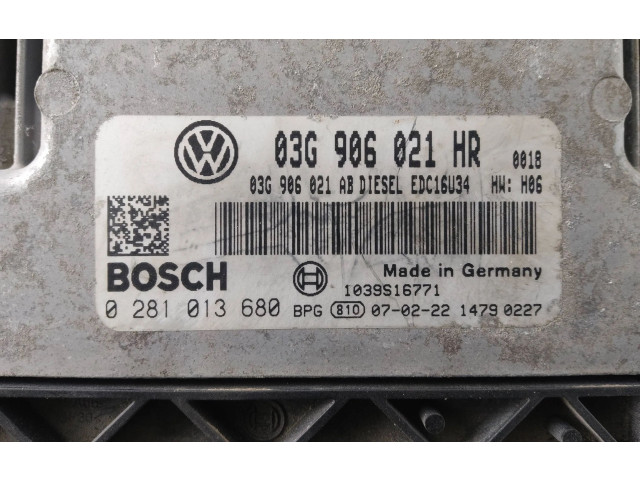 03G 906 021 HR 0018
03G 906 021 AB DIESEL EDC16U34 HW: H06
BOSCH Made in Germany
1039S16771
0 281 013 680 BPG 810 07-02-22 1479 0227